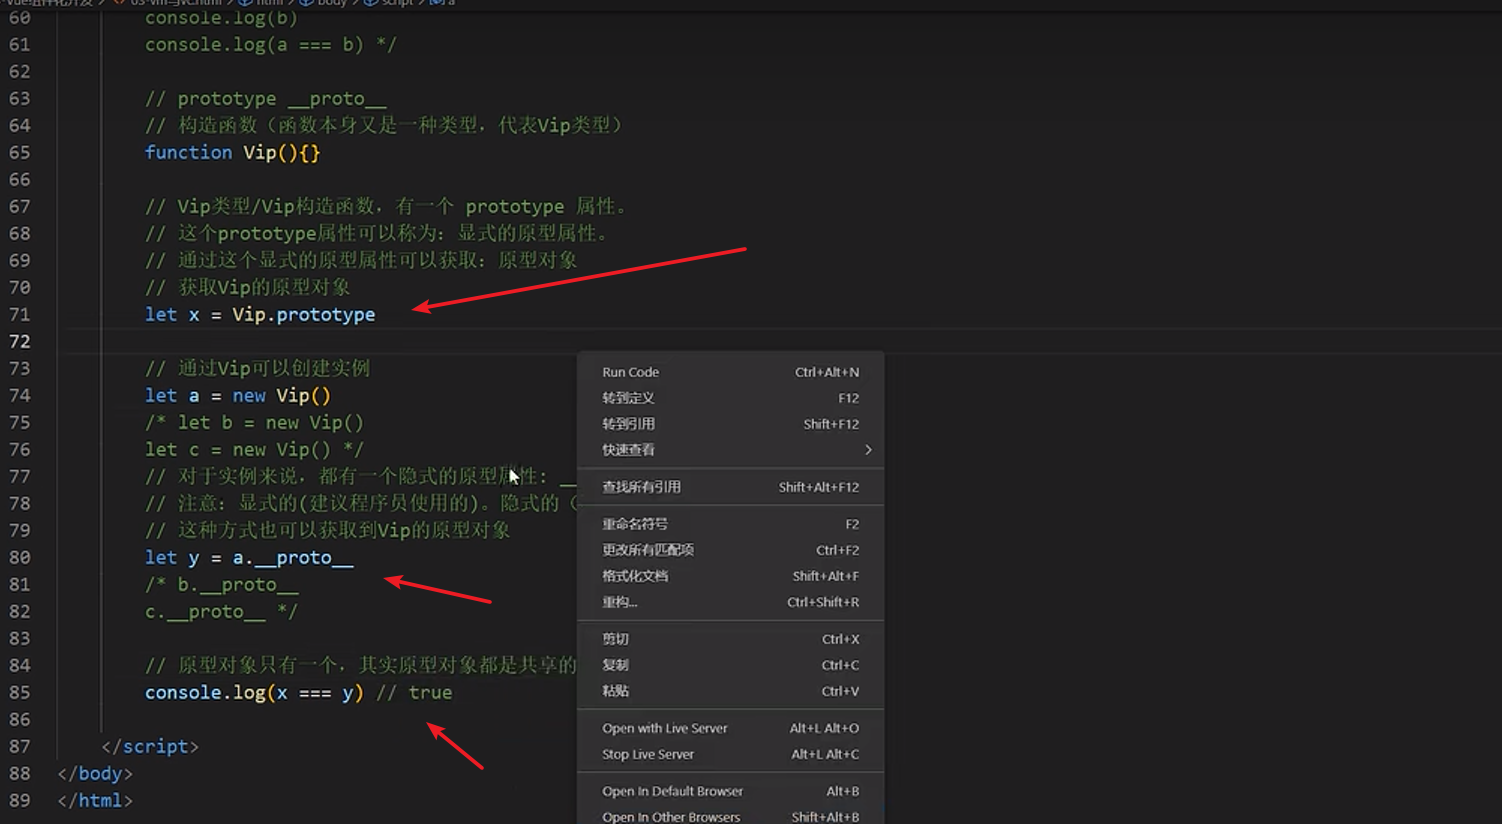 html > body > script > a
60 console.log(b)
61 console.log(a === b) */
62
63 // prototype __proto__
64 // 构造函数（函数本身又是一种类型，代表Vip类型）
65 function Vip(){}
66
67 // Vip类型/Vip构造函数，有一个 prototype 属性。
68 // 这个prototype属性可以称为：显式的原型属性。
69 // 通过这个显式的原型属性可以获取：原型对象
70 // 获取Vip的原型对象
71 let x = Vip.prototype
72
73 // 通过Vip可以创建实例
74 let a = new Vip()
75 /* let b = new Vip()
76 let c = new Vip() */
77 // 对于实例来说，都有一个隐式的原型属性：__
78 // 注意：显式的(建议程序员使用的)。隐式的（
79 // 这种方式也可以获取到Vip的原型对象
80 let y = a.__proto__
81 /* b.__proto__
82 c.__proto__ */
83
84 // 原型对象只有一个，其实原型对象都是共享的
85 console.log(x === y) // true
86
87 </script>
88 </body>
89 </html>
Run Code Ctrl+Alt+N
转到定义 F12
转到引用 Shift+F12
快速查看 >
查找所有引用 Shift+Alt+F12
重命名符号 F2
更改所有匹配项 Ctrl+F2
格式化文档 Shift+Alt+F
重构... Ctrl+Shift+R
剪切 Ctrl+X
复制 Ctrl+C
粘贴 Ctrl+V
Open with Live Server Alt+L Alt+O
Stop Live Server Alt+L Alt+C
Open In Default Browser Alt+B
Open In Other Browsers Shift+Alt+B